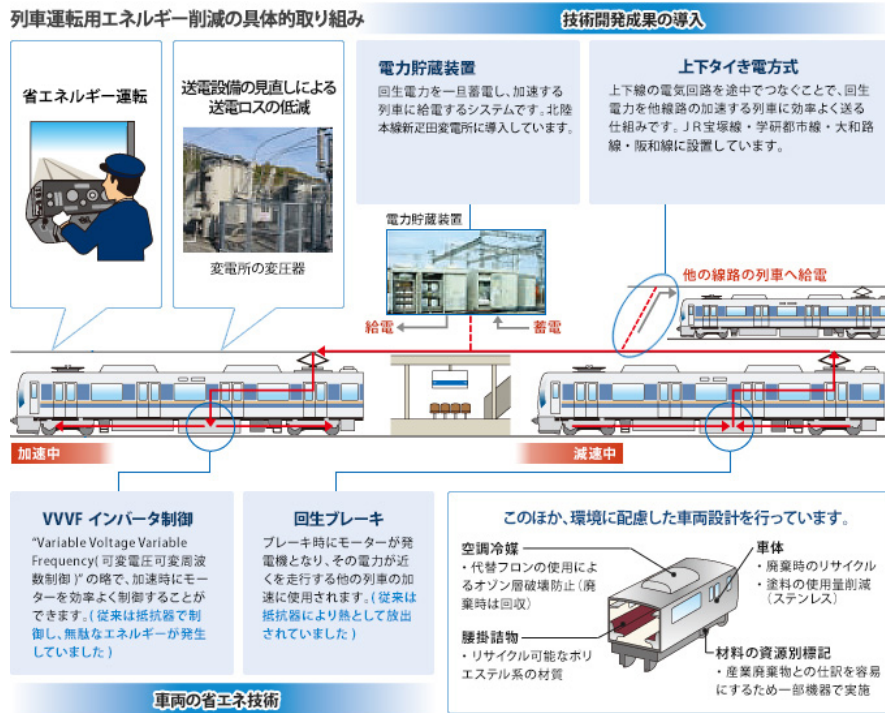 列車運転用エネルギー削減の具体的取り組み
技術開発成果の導入
省エネルギー運転
送電設備の見直しによる
送電ロスの低減
変電所の変圧器
電力貯蔵装置
回生電力を一旦蓄電し、加速する
列車に給電するシステムです。北陸
本線新疋田変電所に導入しています。
上下タイき電方式
上下線の電気回路を途中でつなぐことで、回生
電力を他線路の加速する列車に効率よく送る
仕組みです。JR宝塚線・学研都市線・大和路
線・阪和線に設置しています。
電力貯蔵装置
給電
蓄電
他の線路の列車へ給電
加速中
減速中
VVVF インバータ制御
“Variable Voltage Variable
Frequency(可変電圧可変周波
数制御)” の略で、加速時にモー
ターを効率よく制御することが
できます。(従来は抵抗器で制
御し、無駄なエネルギーが発生
していました)
回生ブレーキ
ブレーキ時にモーターが発
電機となり、その電力が近
くを走行する他の列車の加
速に使用されます。(従来は
抵抗器により熱として放出
されていました)
このほか、環境に配慮した車両設計を行っています。
空調冷媒
・代替フロンの使用によ
るオゾン層破壊防止(廃
棄時は回収)
腰掛詰物
・リサイクル可能なポリ
エステル系の材質
車体
・廃棄時のリサイクル
・塗料の使用量削減
(ステンレス)
材料の資源別標記
・産業廃棄物との仕訳を容易
にするため一部機器で実施
車両の省エネ技術